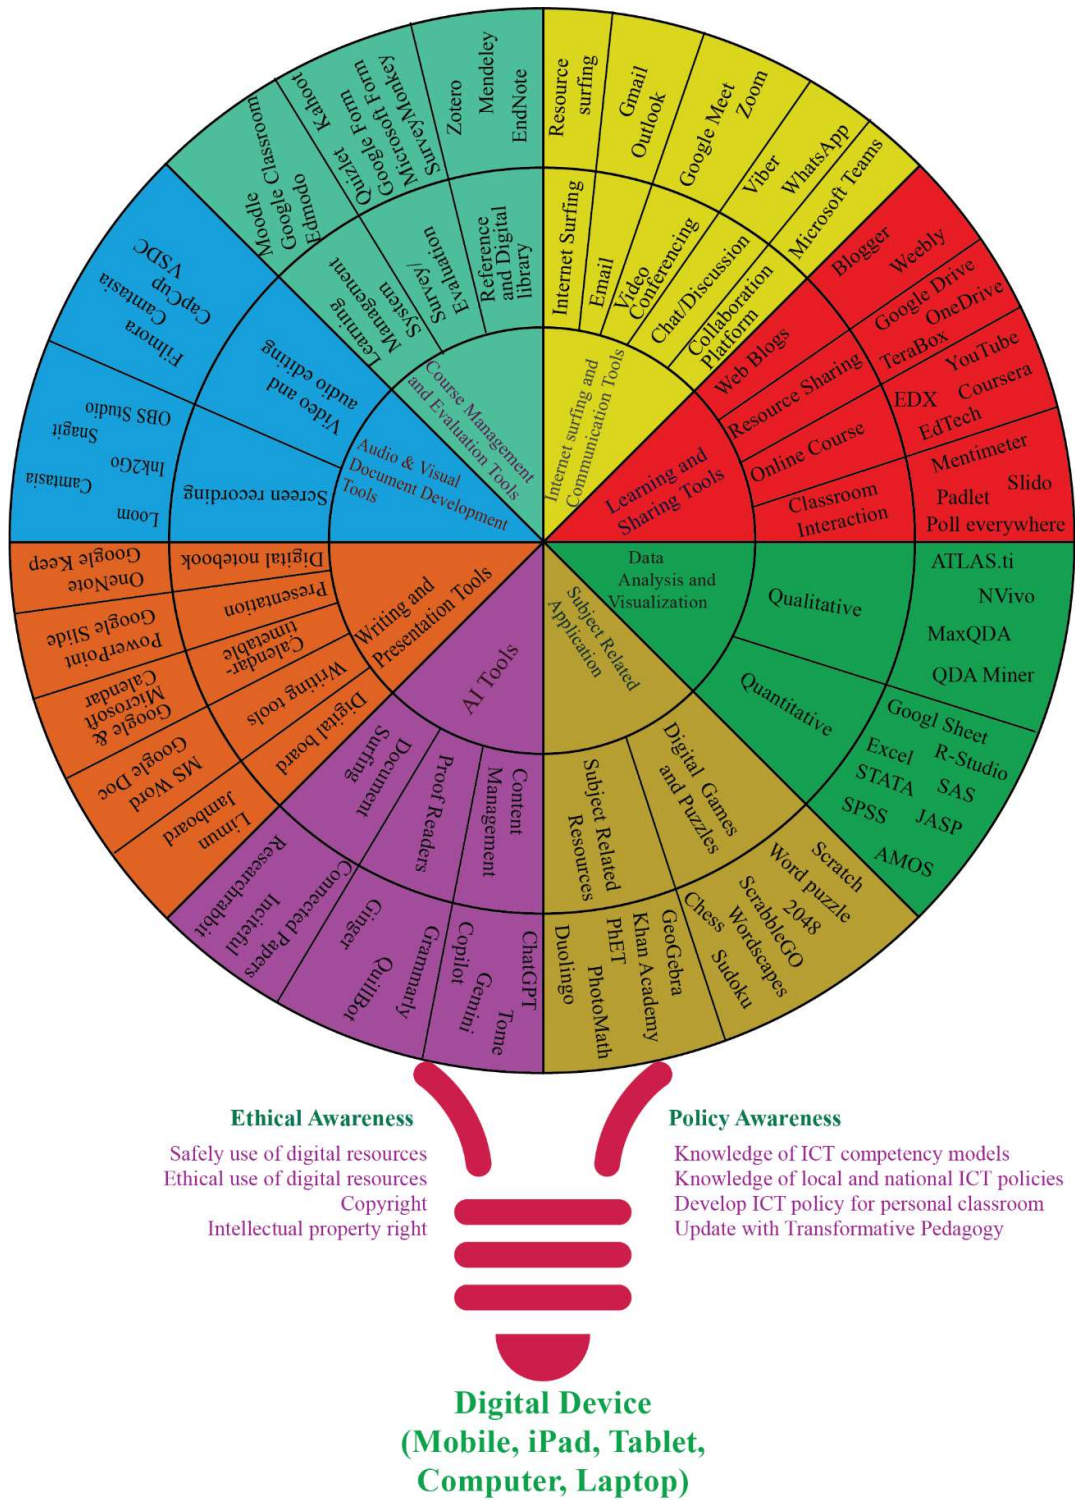 Internet surfing and
Communication Tools
Internet Surfing
Resource
surfing
Email
Gmail
Outlook
Video
Conferencing
Google Meet
Zoom
Chat/Discussion
Viber
WhatsApp
Collaboration
Platform
Microsoft Teams
Learning and
Sharing Tools
Web Blogs
Blogger
Weebly
Resource Sharing
Google Drive
OneDrive
TeraBox
Online Course
YouTube
EDX
Coursera
EdTech
Classroom
Interaction
Mentimeter
Slido
Padlet
Poll everywhere
Data
Analysis and
Visualization
Qualitative
ATLAS.ti
NVivo
MaxQDA
QDA Miner
Quantitative
Googl Sheet
Excel
R-Studio
STATA
SAS
SPSS
JASP
AMOS
Subject Related
Application
Digital Games
and Puzzles
Scratch
Word puzzle
2048
ScrabbleGO
Wordscapes
Chess
Sudoku
Subject Related
Resources
GeoGebra
Khan Academy
PhET
PhotoMath
Duolingo
AI Tools
Content
Management
ChatGPT
Tome
Gemini
Copilot
Proof Readers
Grammarly
QuillBot
Ginger
Document
Surfing
Connected Papers
Inciteful
Researchrabbit
Writing and
Presentation Tools
Digital board
Limun
Jamboard
Writing tools
MS Word
Google Doc
Calendar-
timetable
Google &
Microsoft
Calendar
Presentation
PowerPoint
Google Slide
Digital notebook
OneNote
Google Keep
Audio & Visual
Document Development
Tools
Screen recording
Loom
Camtasia
Ink2Go
Snagit
OBS Studio
Video and
audio editing
Filmora
Camtasia
CapCup
VSDC
Course Management
and Evaluation Tools
Learning
Management
System
Moodle
Google Classroom
Edmodo
Survey/
Evaluation
Kahoot
Quizlet
Google Form
Microsoft Form
SurveyMonkey
Reference
and Digital
library
Zotero
Mendeley
EndNote
Ethical Awareness
Safely use of digital resources
Ethical use of digital resources
Copyright
Intellectual property right
Policy Awareness
Knowledge of ICT competency models
Knowledge of local and national ICT policies
Develop ICT policy for personal classroom
Update with Transformative Pedagogy
Digital Device
(Mobile, iPad, Tablet,
Computer, Laptop)